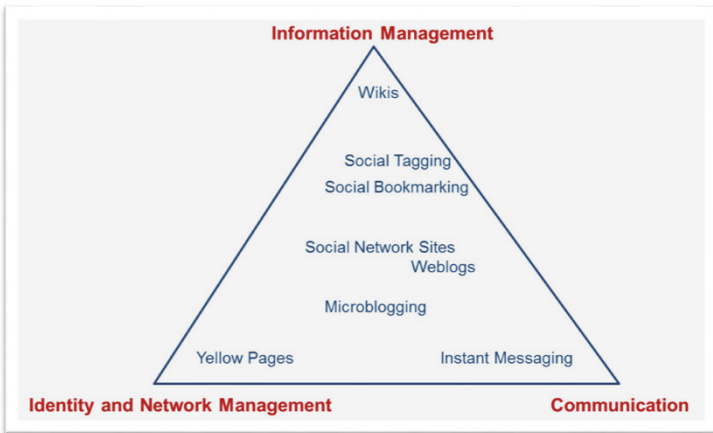 Information Management
Wikis
Social Tagging
Social Bookmarking
Social Network Sites
Weblogs
Microblogging
Yellow Pages
Instant Messaging
Identity and Network Management
Communication